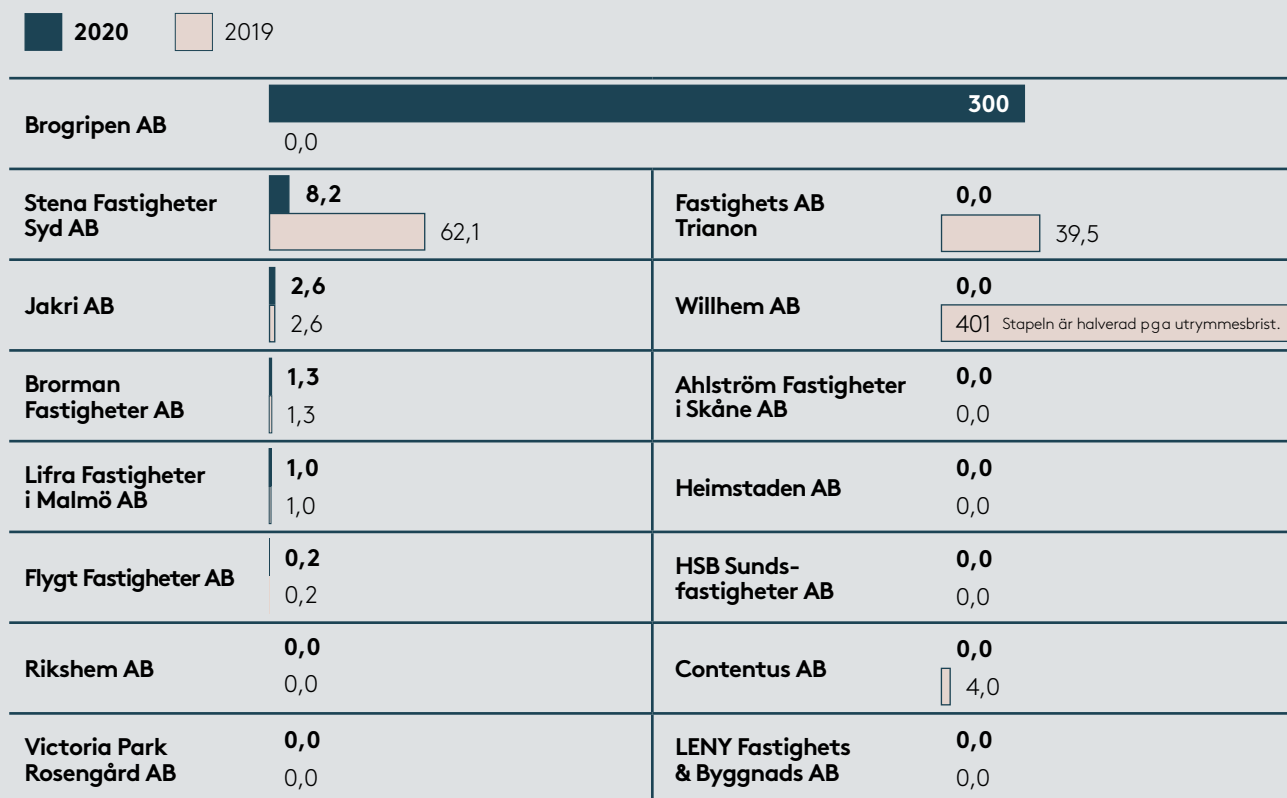 2020 2019
Brogripen AB
300
0,0
Stena Fastigheter
Syd AB
8,2
62,1
Fastighets AB
Trianon
0,0
39,5
Jakri AB
2,6
2,6
Willhem AB
0,0
401 Stapeln är halverad pga utrymmesbrist.
Brorman
Fastigheter AB
1,3
1,3
Ahlström Fastigheter
i Skåne AB
0,0
0,0
Lifra Fastigheter
i Malmö AB
1,0
1,0
Heimstaden AB
0,0
0,0
Flygt Fastigheter AB
0,2
0,2
HSB Sunds-
fastigheter AB
0,0
0,0
Rikshem AB
0,0
0,0
Contentus AB
0,0
4,0
Victoria Park
Rosengård AB
0,0
0,0
LENY Fastighets
& Byggnads AB
0,0
0,0